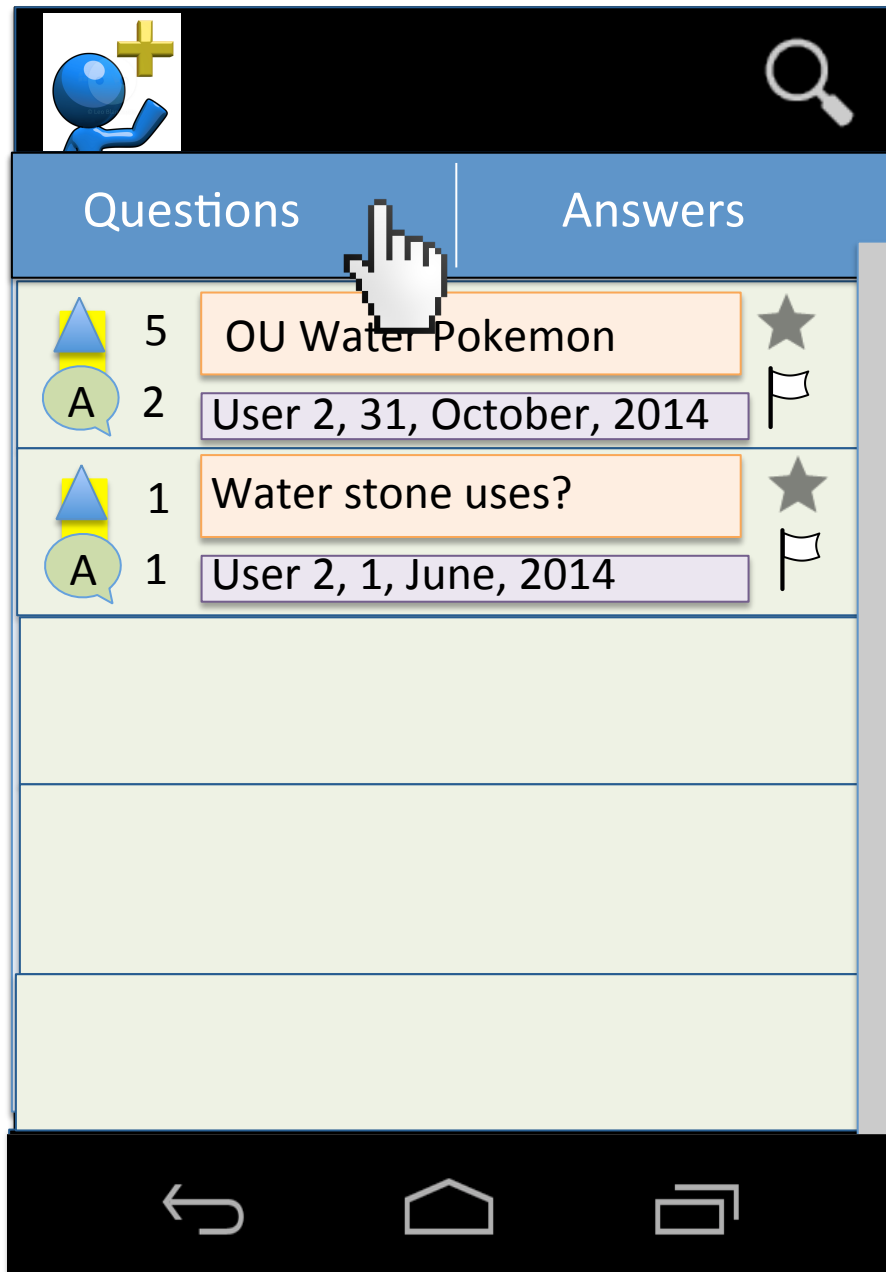 Questions
Answers
5
OU Water Pokemon
A
2
User 2, 31, October, 2014
1
Water stone uses?
A
1
User 2, 1, June, 2014